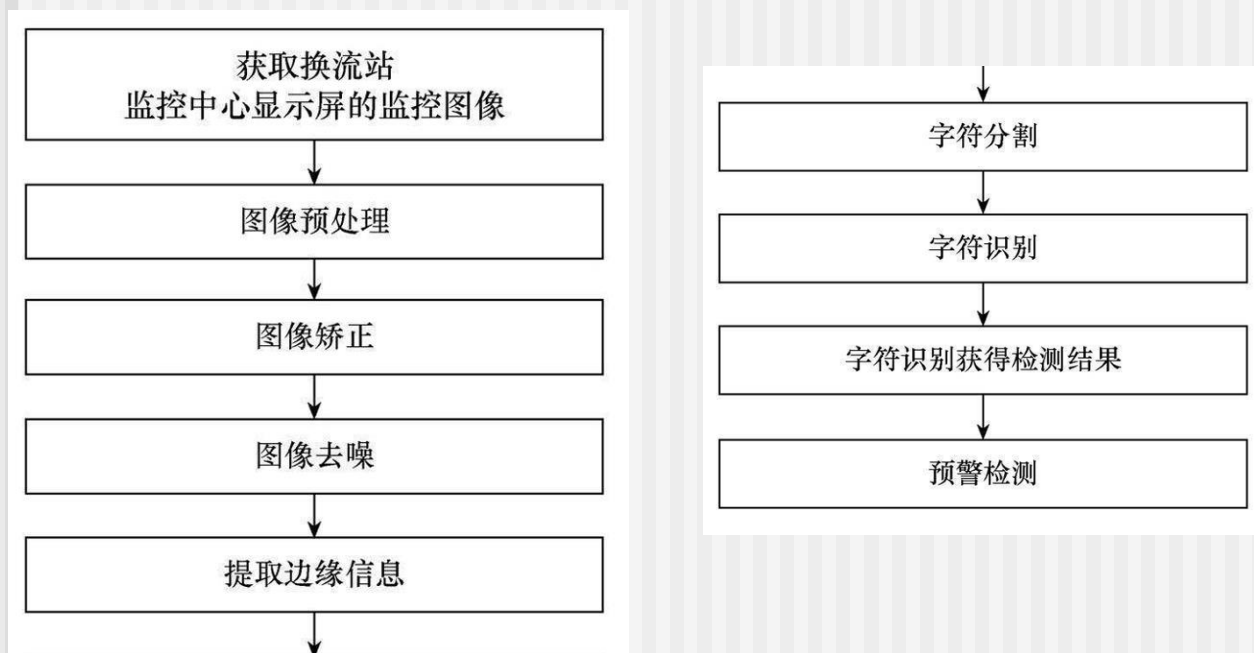 获取换流站
监控中心显示屏的监控图像
图像预处理
图像矫正
图像去噪
提取边缘信息
字符分割
字符识别
字符识别获得检测结果
预警检测